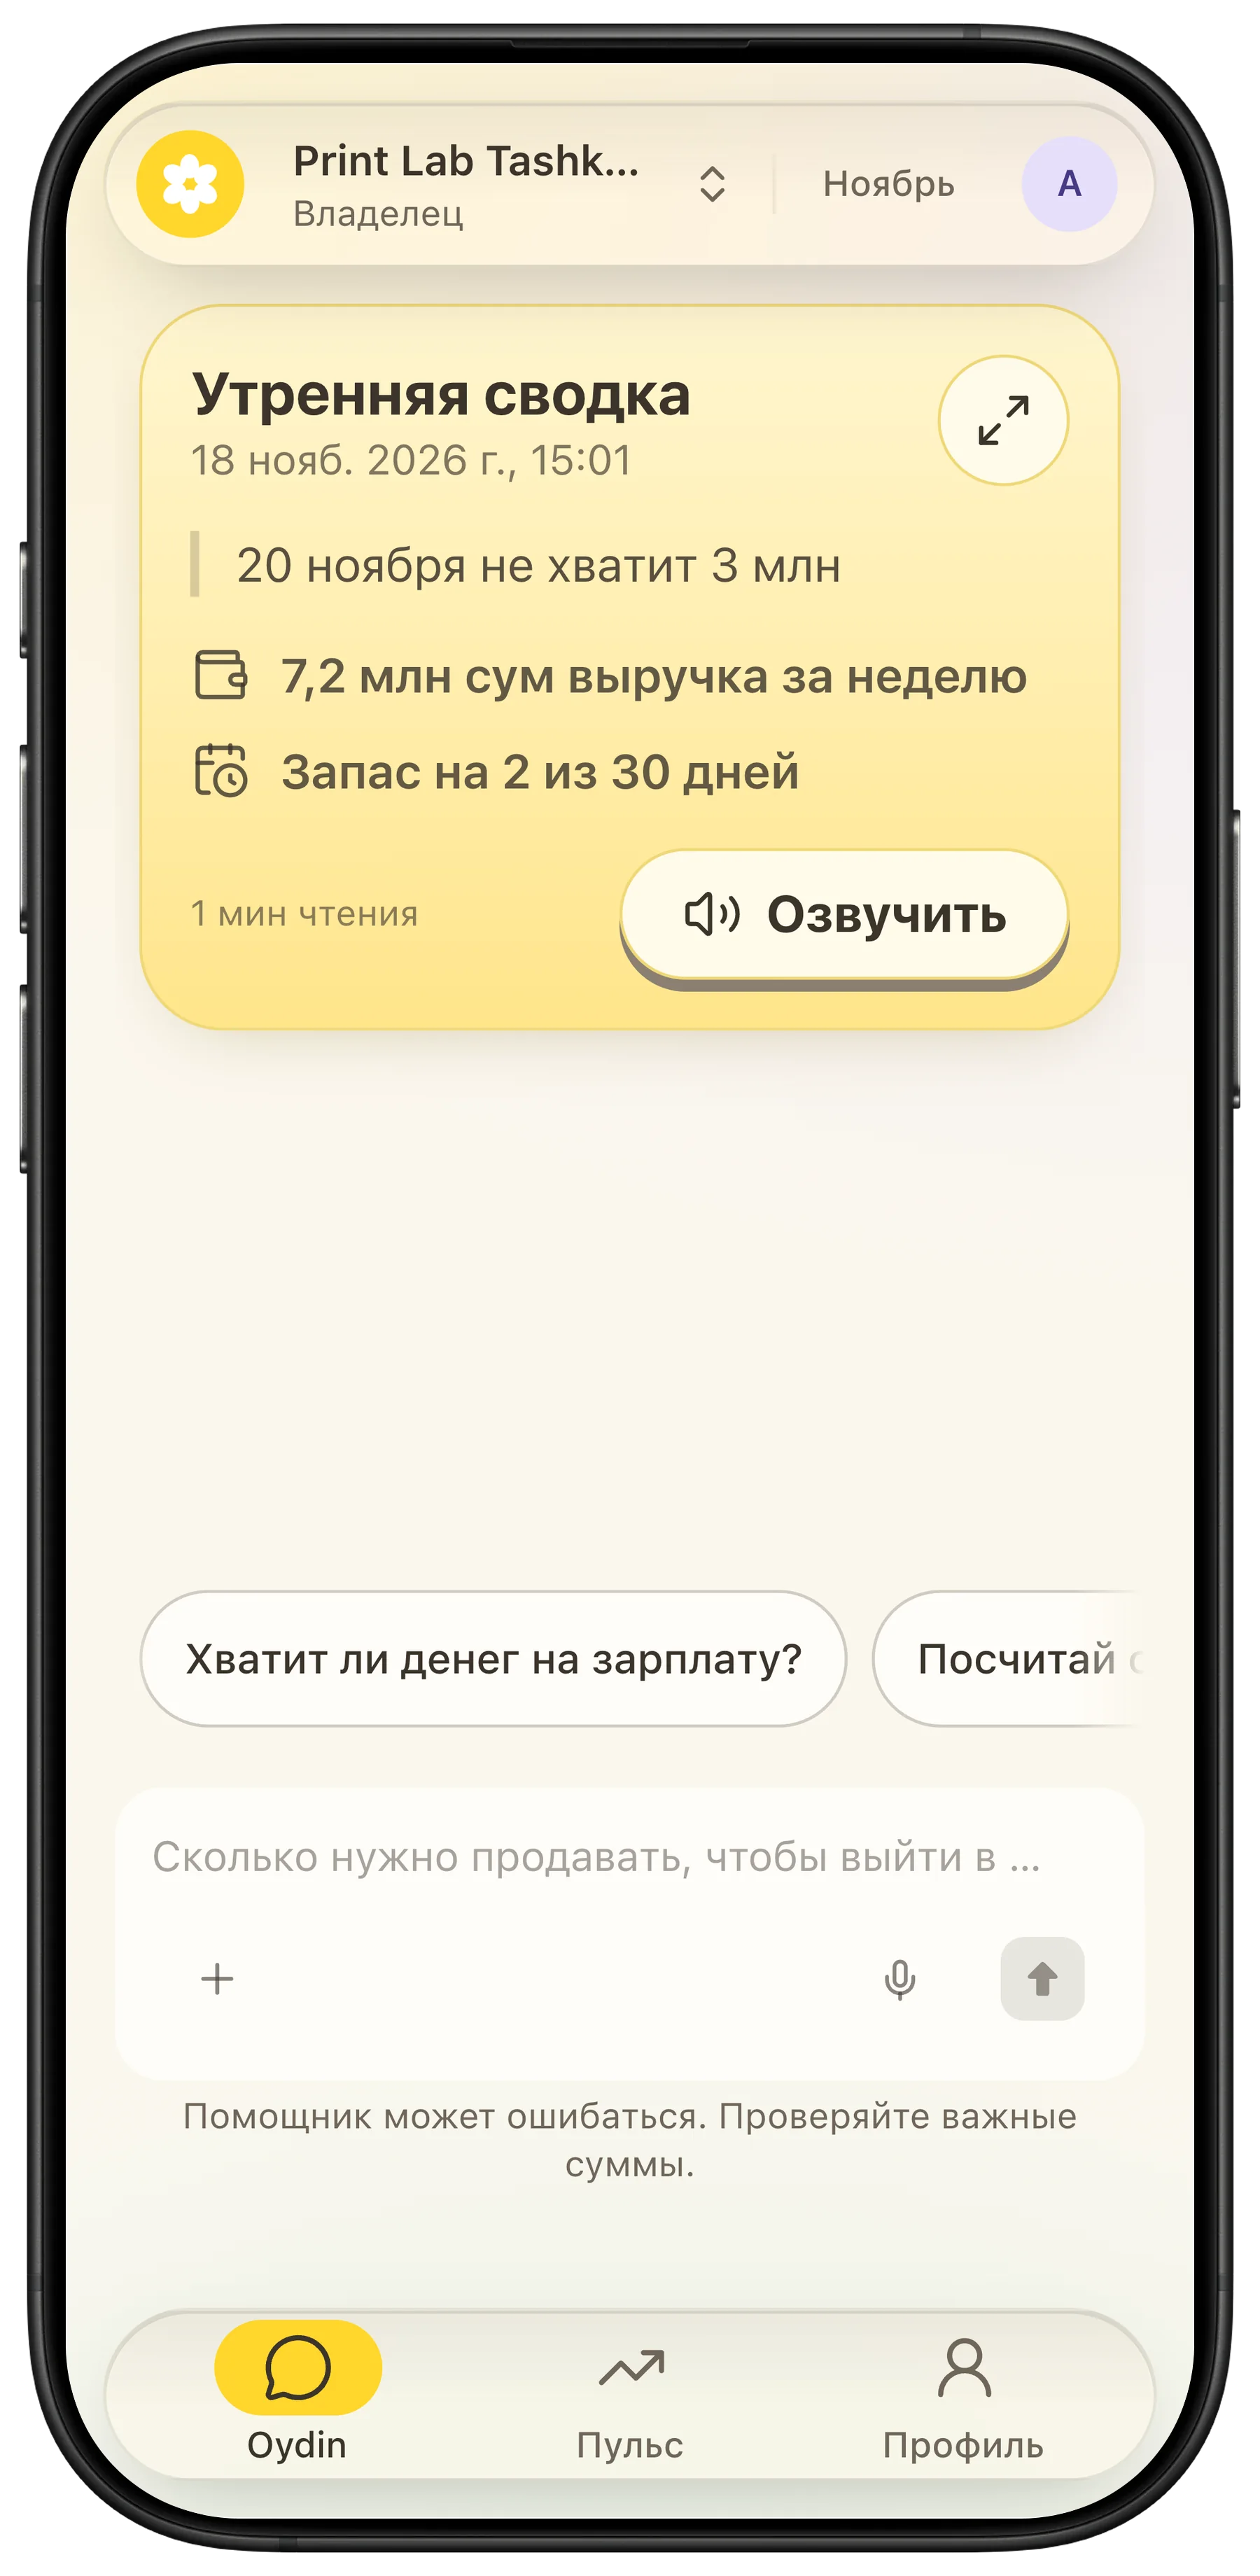 Print Lab Tashk...
Владелец
Ноябрь
A
Утренняя сводка
18 нояб. 2026 г., 15:01
20 ноября не хватит 3 млн
7,2 млн сум выручка за неделю
Запас на 2 из 30 дней
1 мин чтения
Озвучить
Хватит ли денег на зарплату?
Посчитай
Сколько нужно продавать, чтобы выйти в ...
Помощник может ошибаться. Проверяйте важные
суммы.
Oydin
Пульс
Профиль